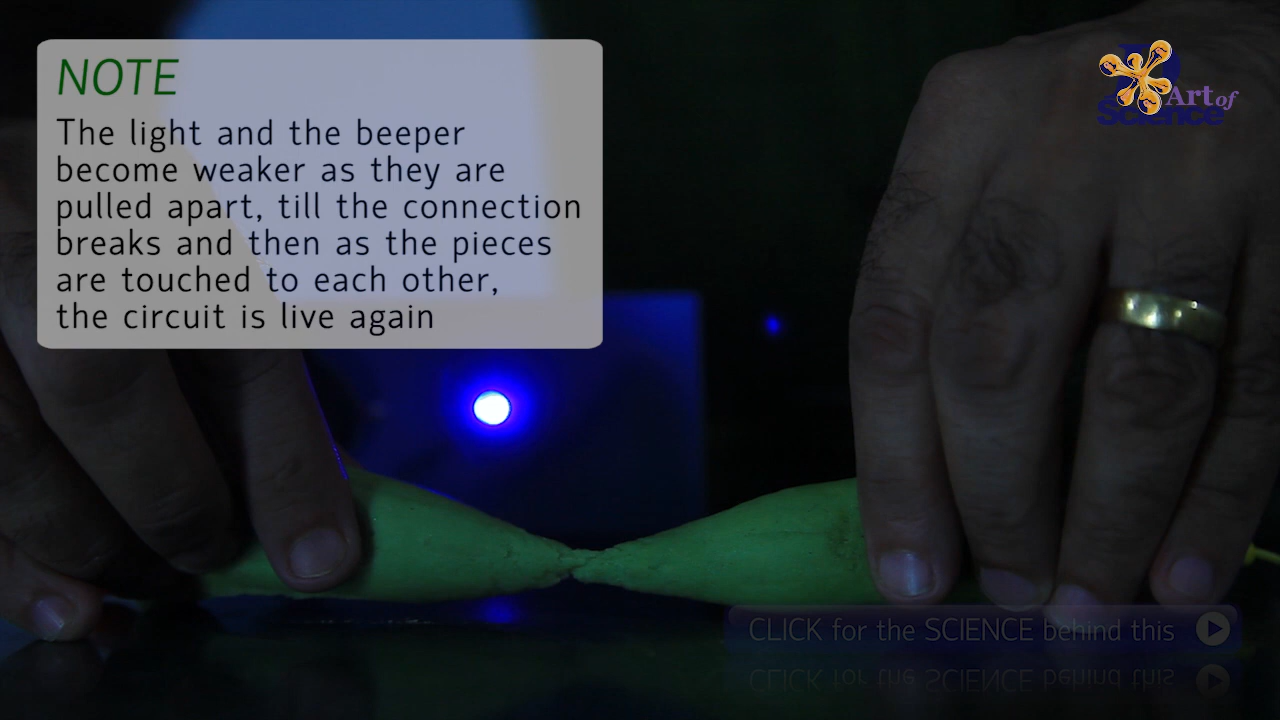 NOTE
The light and the beeper
become weaker as they are
pulled apart, till the connection
breaks and then as the pieces
are touched to each other,
the circuit is live again
Art of
Science
CLICK for the SCIENCE behind this